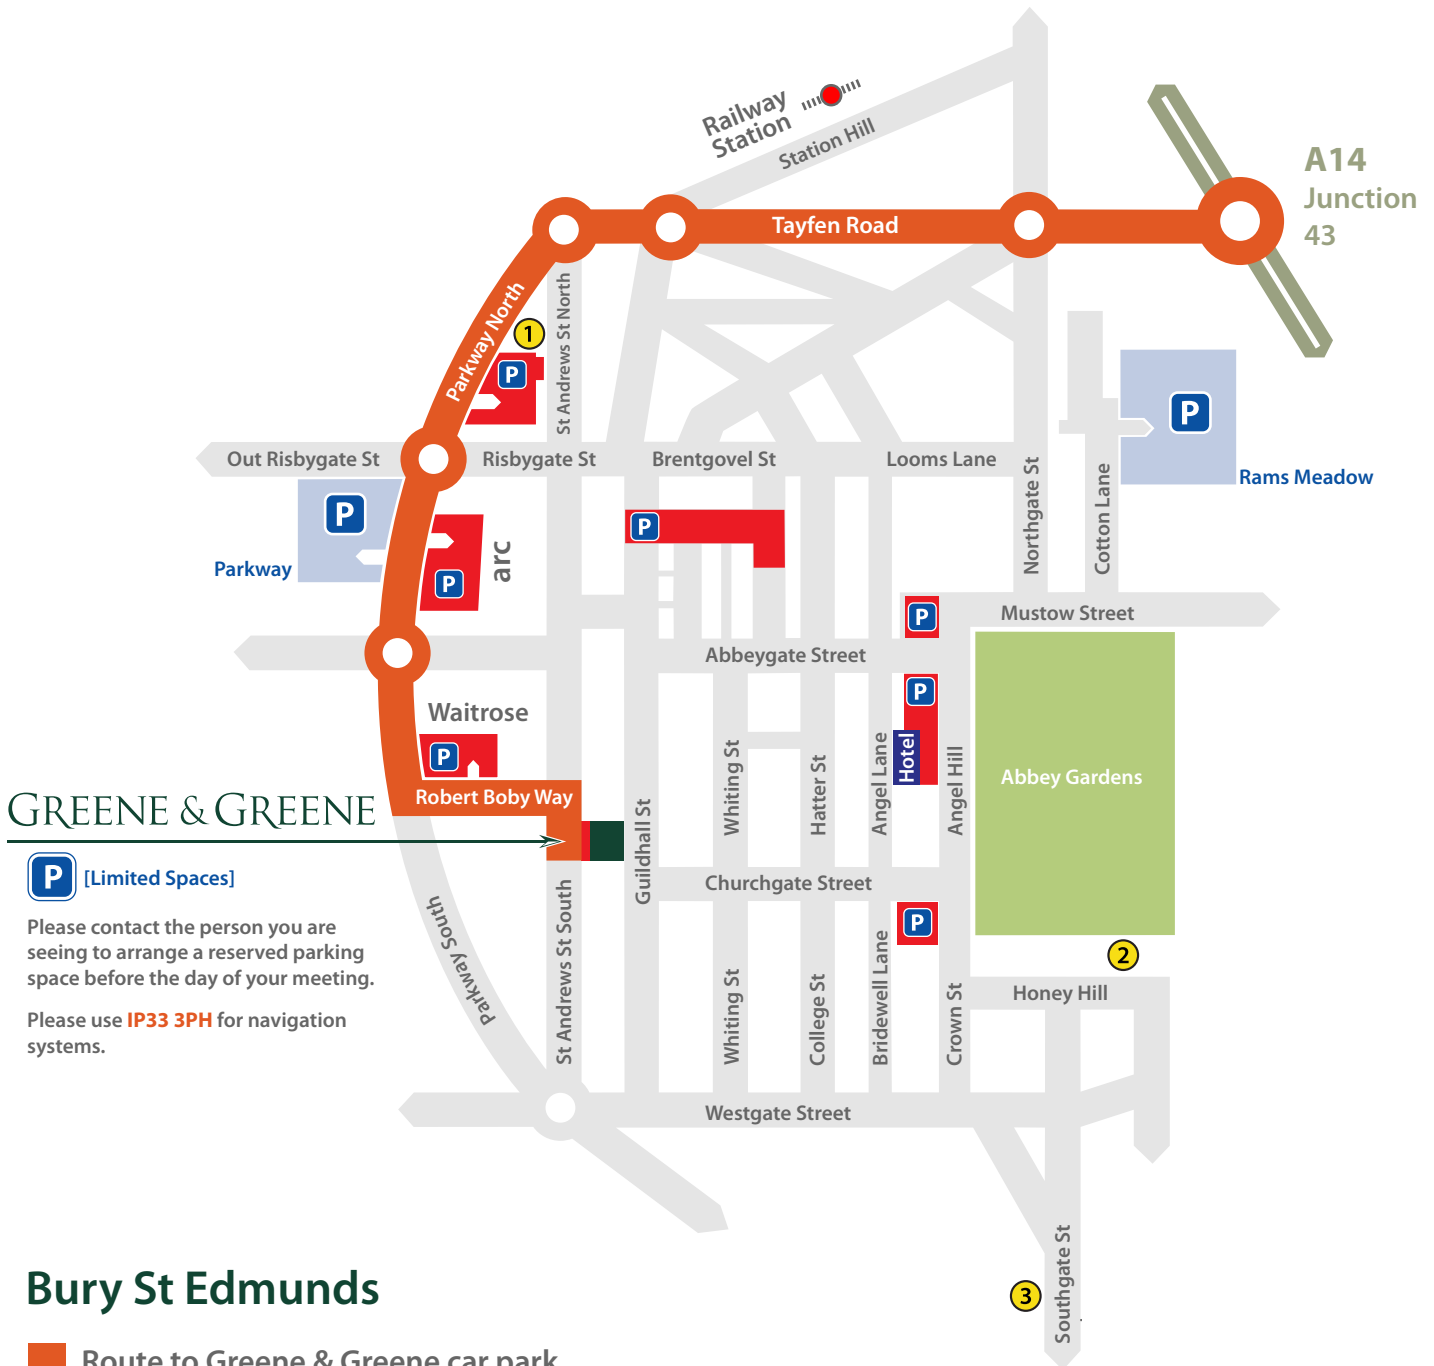 Railway
Station
Station Hill
A14
Junction
43
Tayfen Road
Parkway North
1
St Andrews St North
P
P
Out Risbygate St
Risbygate St
Brentgovel St
Looms Lane
Northgate St
Cotton Lane
Rams Meadow
P
Parkway
arc
P
P
P
Mustow Street
Abbeygate Street
P
Hotel
Waitrose
P
Whiting St
Hatter St
Angel Lane
Angel Hill
Abbey Gardens
Robert Boby Way
GREENE & GREENE
Guildhall St
P
[Limited Spaces]
Churchgate Street
P
Please contact the person you are
seeing to arrange a reserved parking
space before the day of your meeting.
Please use IP33 3PH for navigation
systems.
Parkway South
St Andrews St South
Whiting St
College St
Bridewell Lane
Crown St
2
Honey Hill
Westgate Street
Southgate St
3
Bury St Edmunds
Route to Greene & Greene car park